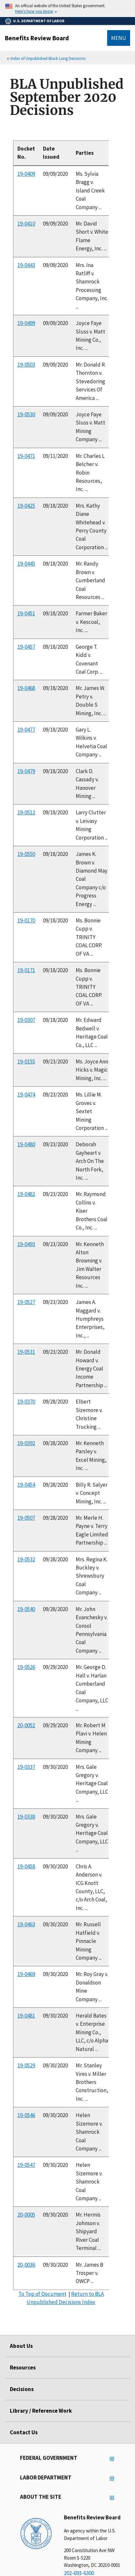 An official website of the United States government.
Here's how you know
U.S. DEPARTMENT OF LABOR
Benefits Review Board
MENU
« Index of Unpublished Black Lung Decisions
BLA Unpublished
September 2020
Decisions
Docket No. Date Issued Parties
19-0409 09/09/2020 Ms. Sylvia Bragg v. Island Creek Coal Company ...
19-0410 09/09/2020 Mr. David Short v. White Flame Energy, Inc. ...
19-0443 09/09/2020 Mrs. Ina Ratliff v. Shamrock Processing Company, Inc. ...
19-0499 09/09/2020 Joyce Faye Sluss v. Matt Mining Co., Inc. ...
19-0503 09/09/2020 Mr. Donald R. Thornton v. Stevedoring Services Of America ...
19-0530 09/09/2020 Joyce Faye Sluss v. Matt Mining Company ...
19-0471 09/11/2020 Mr. Charles L. Belcher v. Robin Resources, Inc. ...
19-0425 09/18/2020 Mrs. Kathy Diane Whitehead v. Perry County Coal Corporation ...
19-0445 09/18/2020 Mr. Randy Brown v. Cumberland Coal Resources ...
19-0451 09/18/2020 Farmer Baker v. Kescoal, Inc. ...
19-0457 09/18/2020 George T. Kidd v. Covenant Coal Corp. ...
19-0468 09/18/2020 Mr. James W. Petry v. Double S Mining, Inc. ...
19-0477 09/18/2020 Gary L. Wilkins v. Helvetia Coal Company ...
19-0479 09/18/2020 Clark D. Cassady v. Hanover Mining ...
19-0513 09/18/2020 Larry Clutter v. Leivasy Mining Corporation ...
19-0550 09/18/2020 James K. Brown v. Diamond May Coal Company c/o Progress Energy ...
19-0170 09/18/2020 Ms. Bonnie Cupp v. TRINITY COAL CORP. OF VA ...
19-0171 09/18/2020 Ms. Bonnie Cupp v. TRINITY COAL CORP. OF VA ...
19-0307 09/18/2020 Mr. Edward Bedwell v. Heritage Coal Co., LLC ...
19-0155 09/23/2020 Ms. Joyce Ann Hicks v. Magic Mining, Inc. ...
19-0474 09/23/2020 Ms. Lillie M. Groves v. Sextet Mining Corporation ...
19-0480 09/23/2020 Deborah Gayheart v. Arch On The North Fork, Inc. ...
19-0482 09/23/2020 Mr. Raymond Collins v. Kiser Brothers Coal Co., Inc. ...
19-0493 09/23/2020 Mr. Kenneth Alton Browning v. Jim Walter Resources Inc. ...
19-0527 09/23/2020 James A. Maggard v. Humphreys Enterprises, Inc., ...
19-0531 09/23/2020 Mr. Donald Howard v. Energy Coal Income Partnership ...
19-0370 09/28/2020 Elbert Sizemore v. Christine Trucking ...
19-0392 09/28/2020 Mr. Kenneth Parsley v. Excel Mining, Inc. ...
19-0494 09/28/2020 Billy R. Salyer v. Concept Mining, Inc. ...
19-0507 09/28/2020 Mr. Merle H. Payne v. Terry Eagle Limited Partnership ...
19-0532 09/28/2020 Mrs. Regina K. Buckley v. Shrewsbury Coal Company ...
19-0540 09/28/2020 Mr. John Evanchesky v. Consol Pennsylvania Coal Company ...
19-0526 09/29/2020 Mr. George D. Hall v. Harlan Cumberland Coal Company, LLC ...
20-0052 09/29/2020 Mr. Robert M Plavi v. Helen Mining Company ...
19-0337 09/30/2020 Mrs. Gale Gregory v. Heritage Coal Company, LLC ...
19-0338 09/30/2020 Mrs. Gale Gregory v. Heritage Coal Company, LLC ...
19-0458 09/30/2020 Chris A. Anderson v. ICG Knott County, LLC, c/o Arch Coal, Inc. ...
19-0463 09/30/2020 Mr. Russell Hatfield v. Pinnacle Mining Company ...
19-0469 09/30/2020 Mr. Roy Gray v. Donaldson Mine Company ...
19-0481 09/30/2020 Herald Bates v. Enterprise Mining Co., LLC, c/o Alpha Natural ...
19-0529 09/30/2020 Mr. Stanley Vires v. Miller Brothers Construction, Inc. ...
19-0546 09/30/2020 Helen Sizemore v. Shamrock Coal Company ...
19-0547 09/30/2020 Helen Sizemore v. Shamrock Coal Company ...
20-0005 09/30/2020 Mr. Hermis Johnson v. Shipyard River Coal Terminal ...
20-0036 09/30/2020 Mr. James B Trosper v. OWCP ...
To Top of Document | Return to BLA
Unpublished Decisions Index
About Us
Resources
Decisions
Library / Reference Work
Contact Us
FEDERAL GOVERNMENT
LABOR DEPARTMENT
ABOUT THE SITE
Benefits Review Board
An agency within the U.S.
Department of Labor
200 Constitution Ave NW
Room S-5220
Washington, DC 20210-0001
202-693-6300